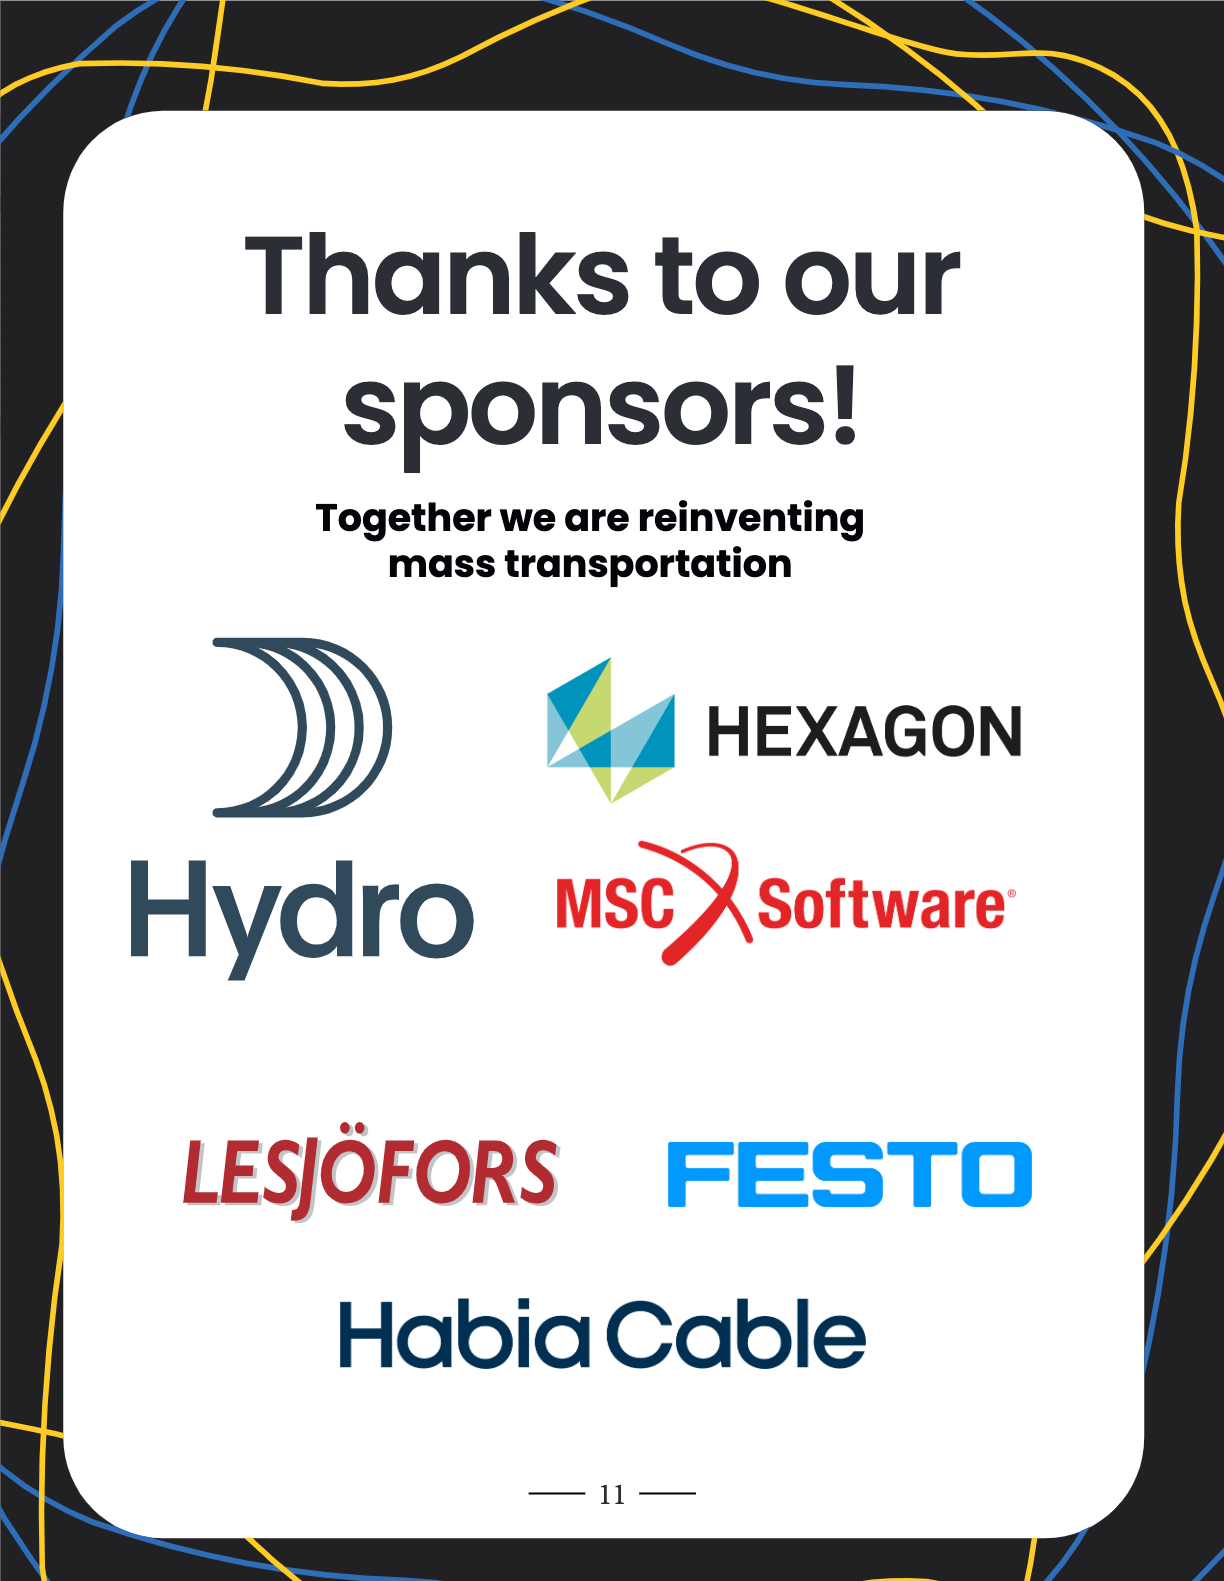 Thanks to our
sponsors!
Together we are reinventing
mass transportation
HEXAGON
Hydro
MSC Software®
LESJÖFORS
FESTO
Habia Cable
11